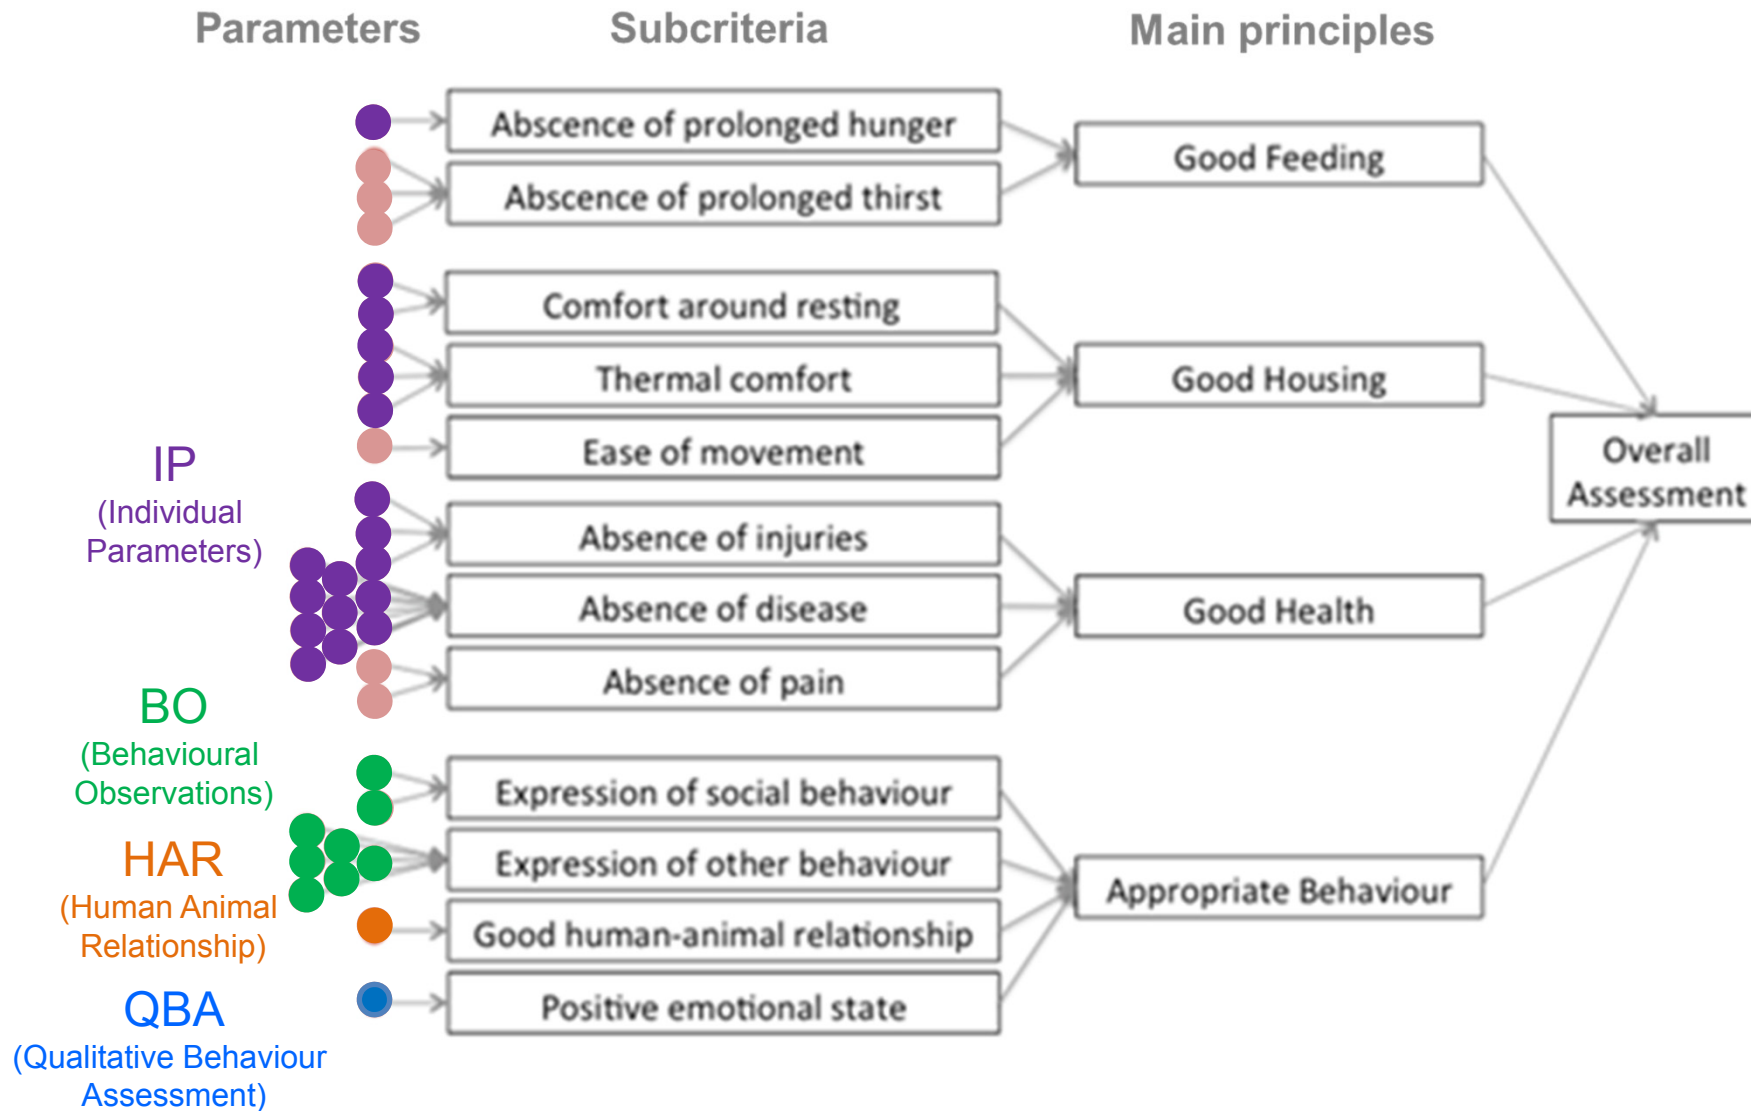 Parameters
Subcriteria
Main principles
Abscence of prolonged hunger
Abscence of prolonged thirst
Good Feeding
Comfort around resting
Thermal comfort
Ease of movement
Good Housing
Overall
Assessment
IP
(Individual
Parameters)
Absence of injuries
Absence of disease
Absence of pain
Good Health
BO
(Behavioural
Observations)
HAR
(Human Animal
Relationship)
QBA
(Qualitative Behaviour
Assessment)
Expression of social behaviour
Expression of other behaviour
Good human-animal relationship
Positive emotional state
Appropriate Behaviour